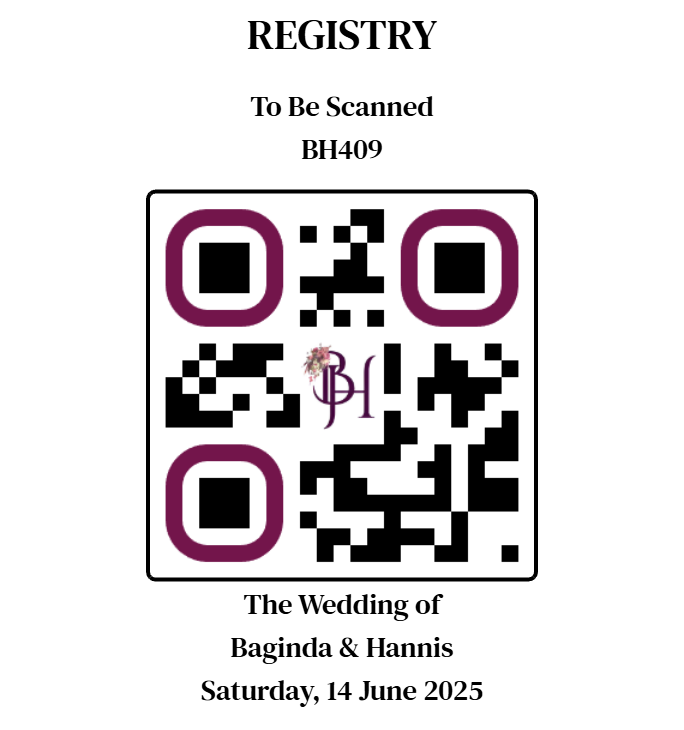 REGISTRY
To Be Scanned
BH409
BH
The Wedding of
Baginda & Hannis
Saturday, 14 June 2025